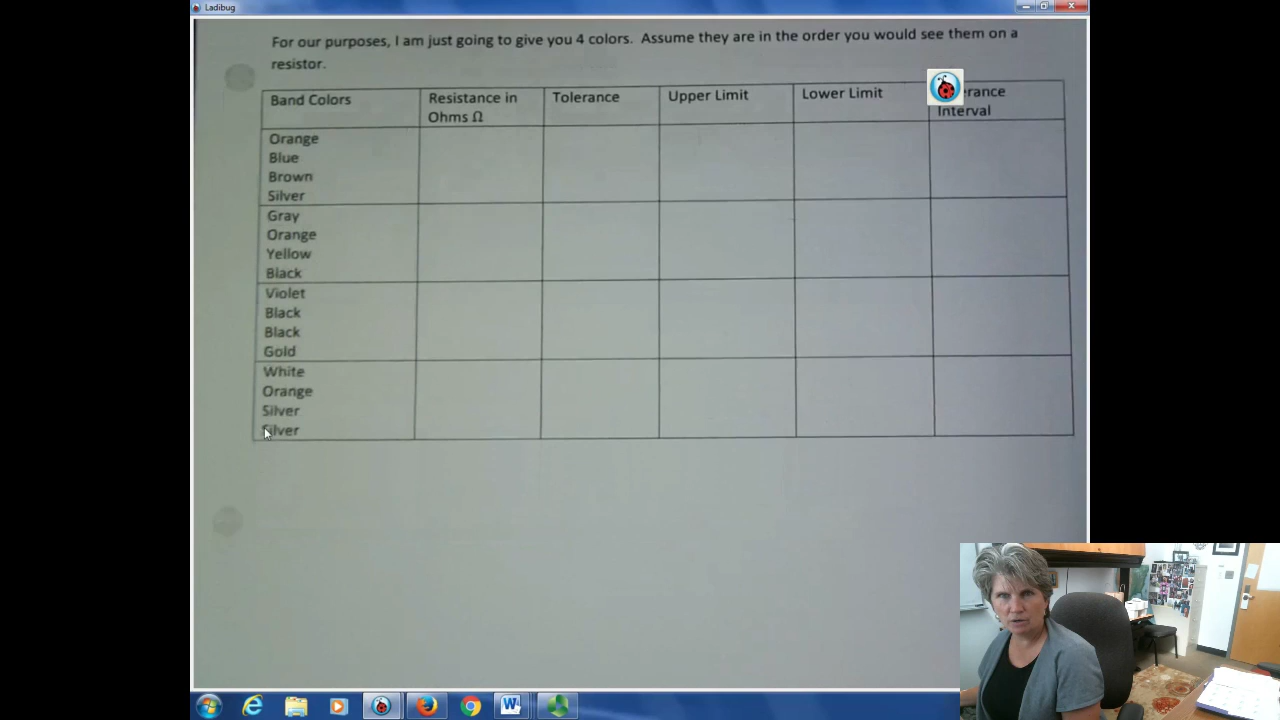 Ladibug
For our purposes, I am just going to give you 4 colors. Assume they are in the order you would see them on a
resistor.
Band Colors
Resistance in
Ohms Ω
Tolerance
Upper Limit
Lower Limit
rance
Interval
Orange
Blue
Brown
Silver
Gray
Orange
Yellow
Black
Violet
Black
Black
Gold
White
Orange
Silver
Silver